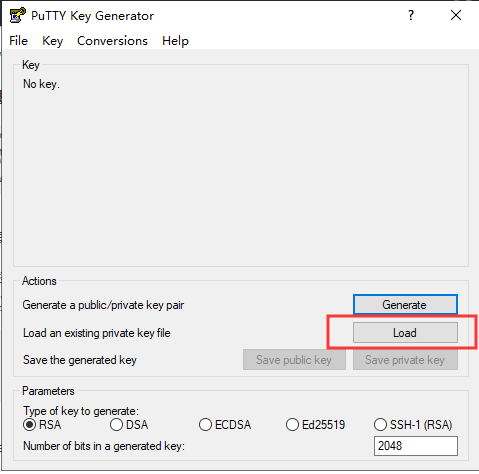 PuTTY Key Generator
File Key Conversions Help
Key
No key.
Actions
Generate a public/private key pair Generate
Load an existing private key file Load
Save the generated key Save public key Save private key
Parameters
Type of key to generate:
RSA DSA ECDSA Ed25519 SSH-1 (RSA)
Number of bits in a generated key: 2048